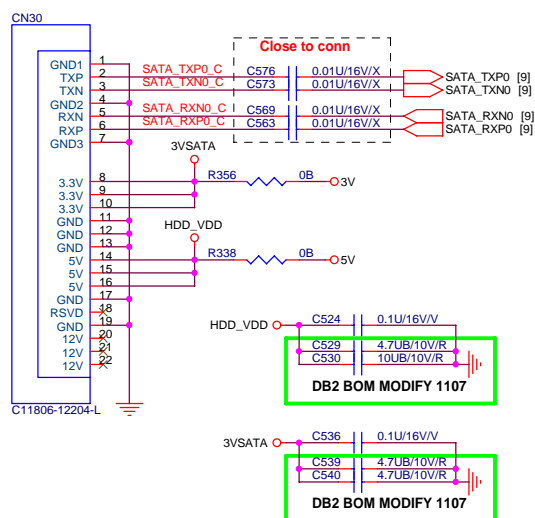 CN30
Close to conn
GND1 1
TXP 2 SATA_TXP0_C C576 0.01U/16V/X SATA_TXP0 [9]
TXN 3 SATA_TXN0_C C573 0.01U/16V/X SATA_TXN0 [9]
GND2 4
RXN 5 SATA_RXN0_C C569 0.01U/16V/X SATA_RXN0 [9]
RXP 6 SATA_RXP0_C C563 0.01U/16V/X SATA_RXP0 [9]
GND3 7
3VSATA
3.3V 8 R356 0B 3V
3.3V 9
3.3V 10
GND 11
GND 12 HDD_VDD
GND 13
5V 14 R338 0B 5V
5V 15
5V 16
GND 17
RSVD 18
GND 19
12V 20
12V 21
12V 22
C11806-12204-L
HDD_VDD C524 0.1U/16V/V
C529 4.7UB/10V/R
C530 10UB/10V/R
DB2 BOM MODIFY 1107
3VSATA C536 0.1U/16V/V
C539 4.7UB/10V/R
C540 4.7UB/10V/R
DB2 BOM MODIFY 1107